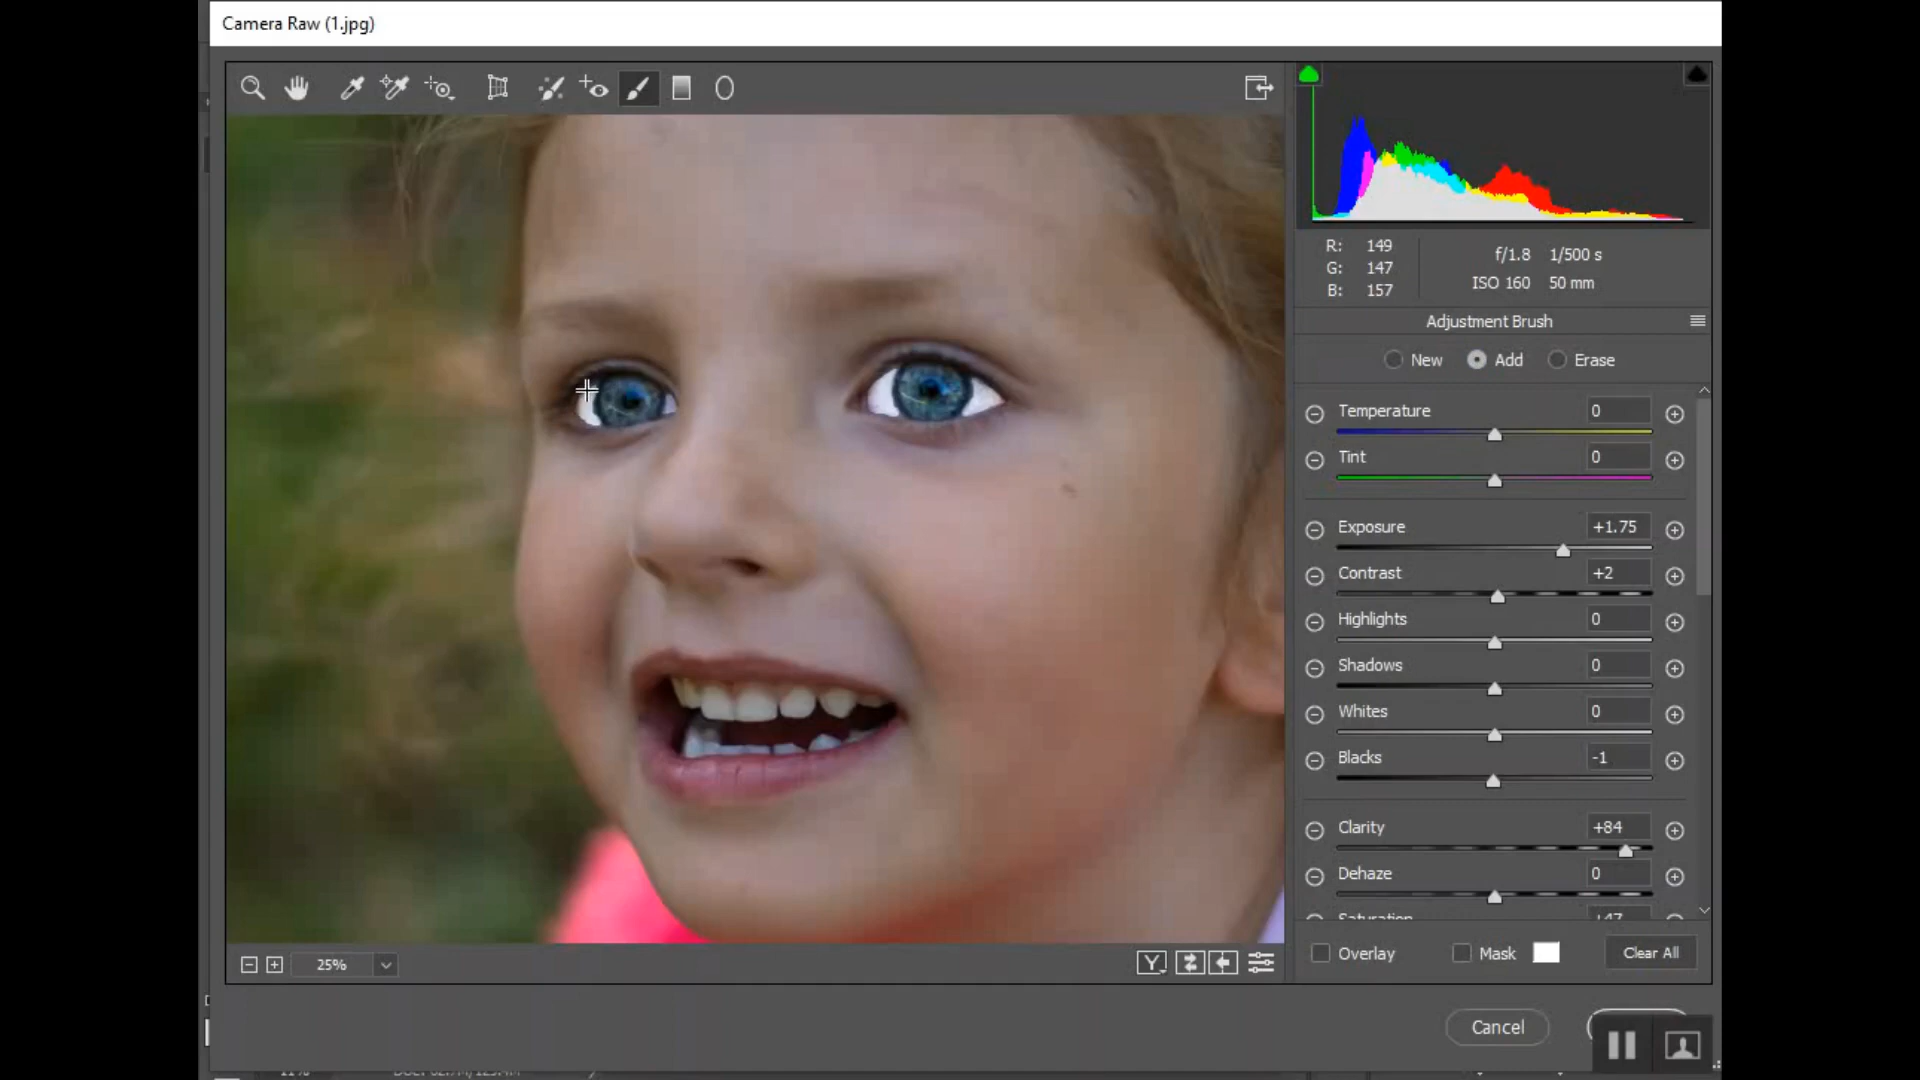 Camera Raw (1.jpg)
R: 149
G: 147
B: 157
f/1.8 1/500 s
ISO 160 50 mm
Adjustment Brush
New Add Erase
Temperature 0
Tint 0
Exposure +1.75
Contrast +2
Highlights 0
Shadows 0
Whites 0
Blacks -1
Clarity +84
Dehaze 0
Saturation +47
25%
Y
Overlay Mask Clear All
Cancel